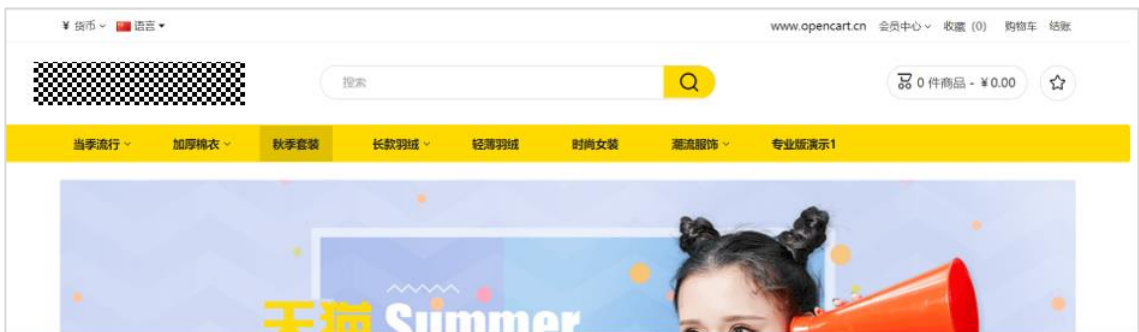 ¥ 货币 语言 www.opencart.cn 会员中心 收藏 (0) 购物车 结账
搜索 0 件商品 - ¥0.00
当季流行 加厚棉衣 秋季套装 长款羽绒 轻薄羽绒 时尚女装 潮流服饰 专业版演示1
天猫 Summer